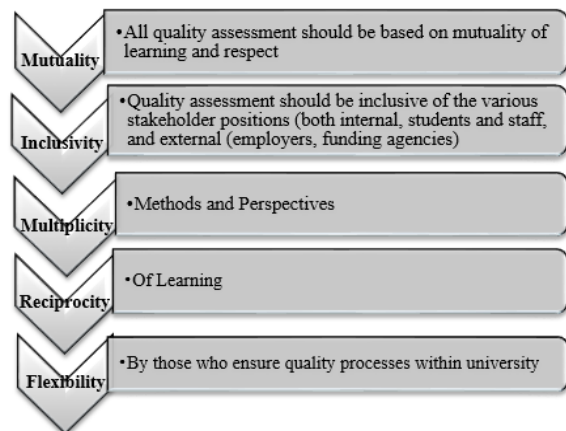 Mutuality
•All quality assessment should be based on mutuality of
learning and respect
Inclusivity
•Quality assessment should be inclusive of the various
stakeholder positions (both internal, students and staff,
and external (employers, funding agencies)
Multiplicity
•Methods and Perspectives
Reciprocity
•Of Learning
Flexibility
•By those who ensure quality processes within university